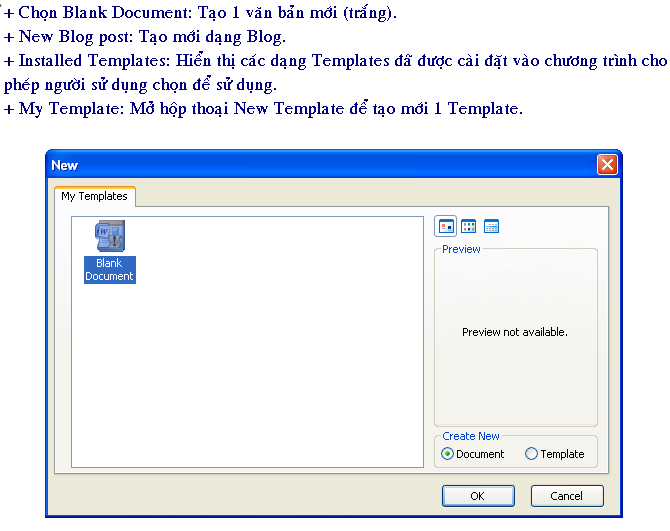 + Chọn Blank Document: Tạo 1 văn bản mới (trắng).
+ New Blog post: Tạo mới dạng Blog.
+ Installed Templates: Hiển thị các dạng Templates đã được cài đặt vào chương trình cho
phép người sử dụng chọn để sử dụng.
+ My Template: Mở hộp thoại New Template để tạo mới 1 Template.
New
My Templates
Blank
Document
Preview
Preview not available.
Create New
Document Template
OK Cancel